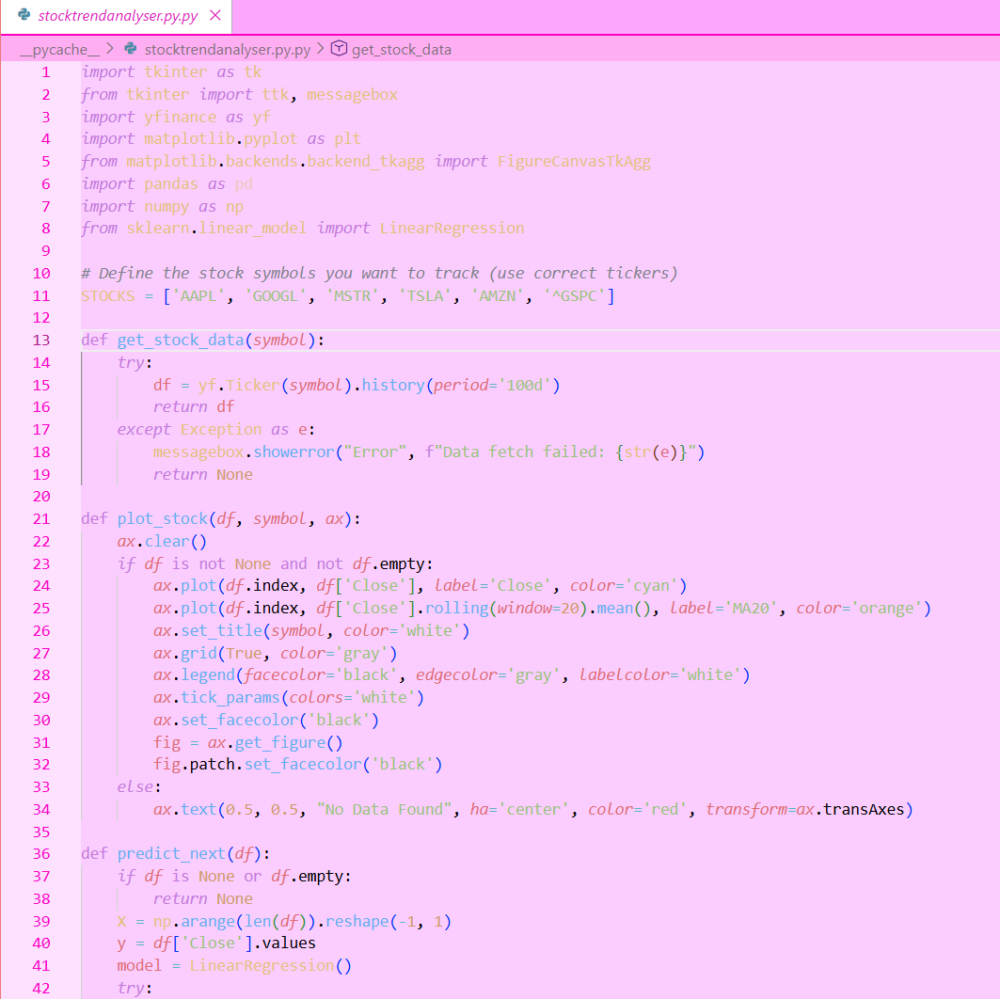 stocktrendanalyser.py.py
__pycache__ > stocktrendanalyser.py.py > get_stock_data
1 import tkinter as tk
2 from tkinter import ttk, messagebox
3 import yfinance as yf
4 import matplotlib.pyplot as plt
5 from matplotlib.backends.backend_tkagg import FigureCanvasTkAgg
6 import pandas as pd
7 import numpy as np
8 from sklearn.linear_model import LinearRegression
9
10 # Define the stock symbols you want to track (use correct tickers)
11 STOCKS = ['AAPL', 'GOOGL', 'MSTR', 'TSLA', 'AMZN', '^GSPC']
12
13 def get_stock_data(symbol):
14     try:
15         df = yf.Ticker(symbol).history(period='100d')
16         return df
17     except Exception as e:
18         messagebox.showerror("Error", f"Data fetch failed: {str(e)}")
19         return None
20
21 def plot_stock(df, symbol, ax):
22     ax.clear()
23     if df is not None and not df.empty:
24         ax.plot(df.index, df['Close'], label='Close', color='cyan')
25         ax.plot(df.index, df['Close'].rolling(window=20).mean(), label='MA20', color='orange')
26         ax.set_title(symbol, color='white')
27         ax.grid(True, color='gray')
28         ax.legend(facecolor='black', edgecolor='gray', labelcolor='white')
29         ax.tick_params(colors='white')
30         ax.set_facecolor('black')
31         fig = ax.get_figure()
32         fig.patch.set_facecolor('black')
33     else:
34         ax.text(0.5, 0.5, "No Data Found", ha='center', color='red', transform=ax.transAxes)
35
36 def predict_next(df):
37     if df is None or df.empty:
38         return None
39     X = np.arange(len(df)).reshape(-1, 1)
40     y = df['Close'].values
41     model = LinearRegression()
42     try: